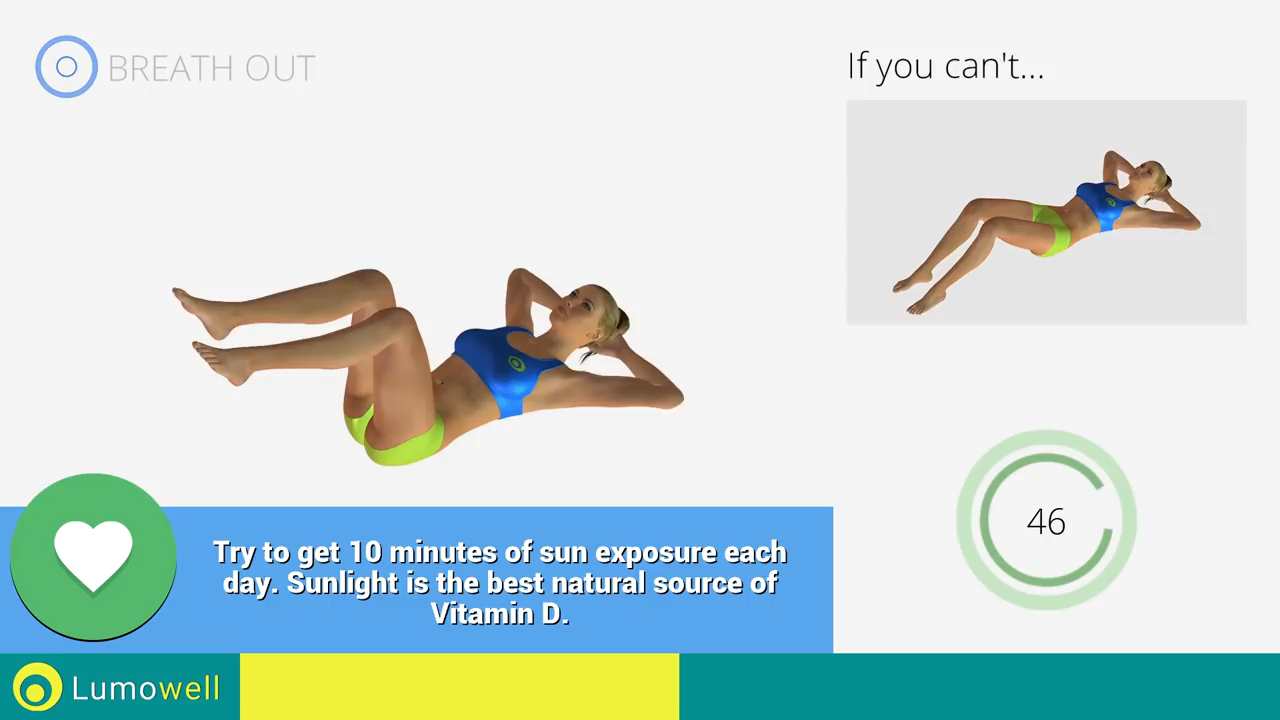 BREATH OUT
If you can't...
46
Try to get 10 minutes of sun exposure each
day. Sunlight is the best natural source of
Vitamin D.
Lumowell